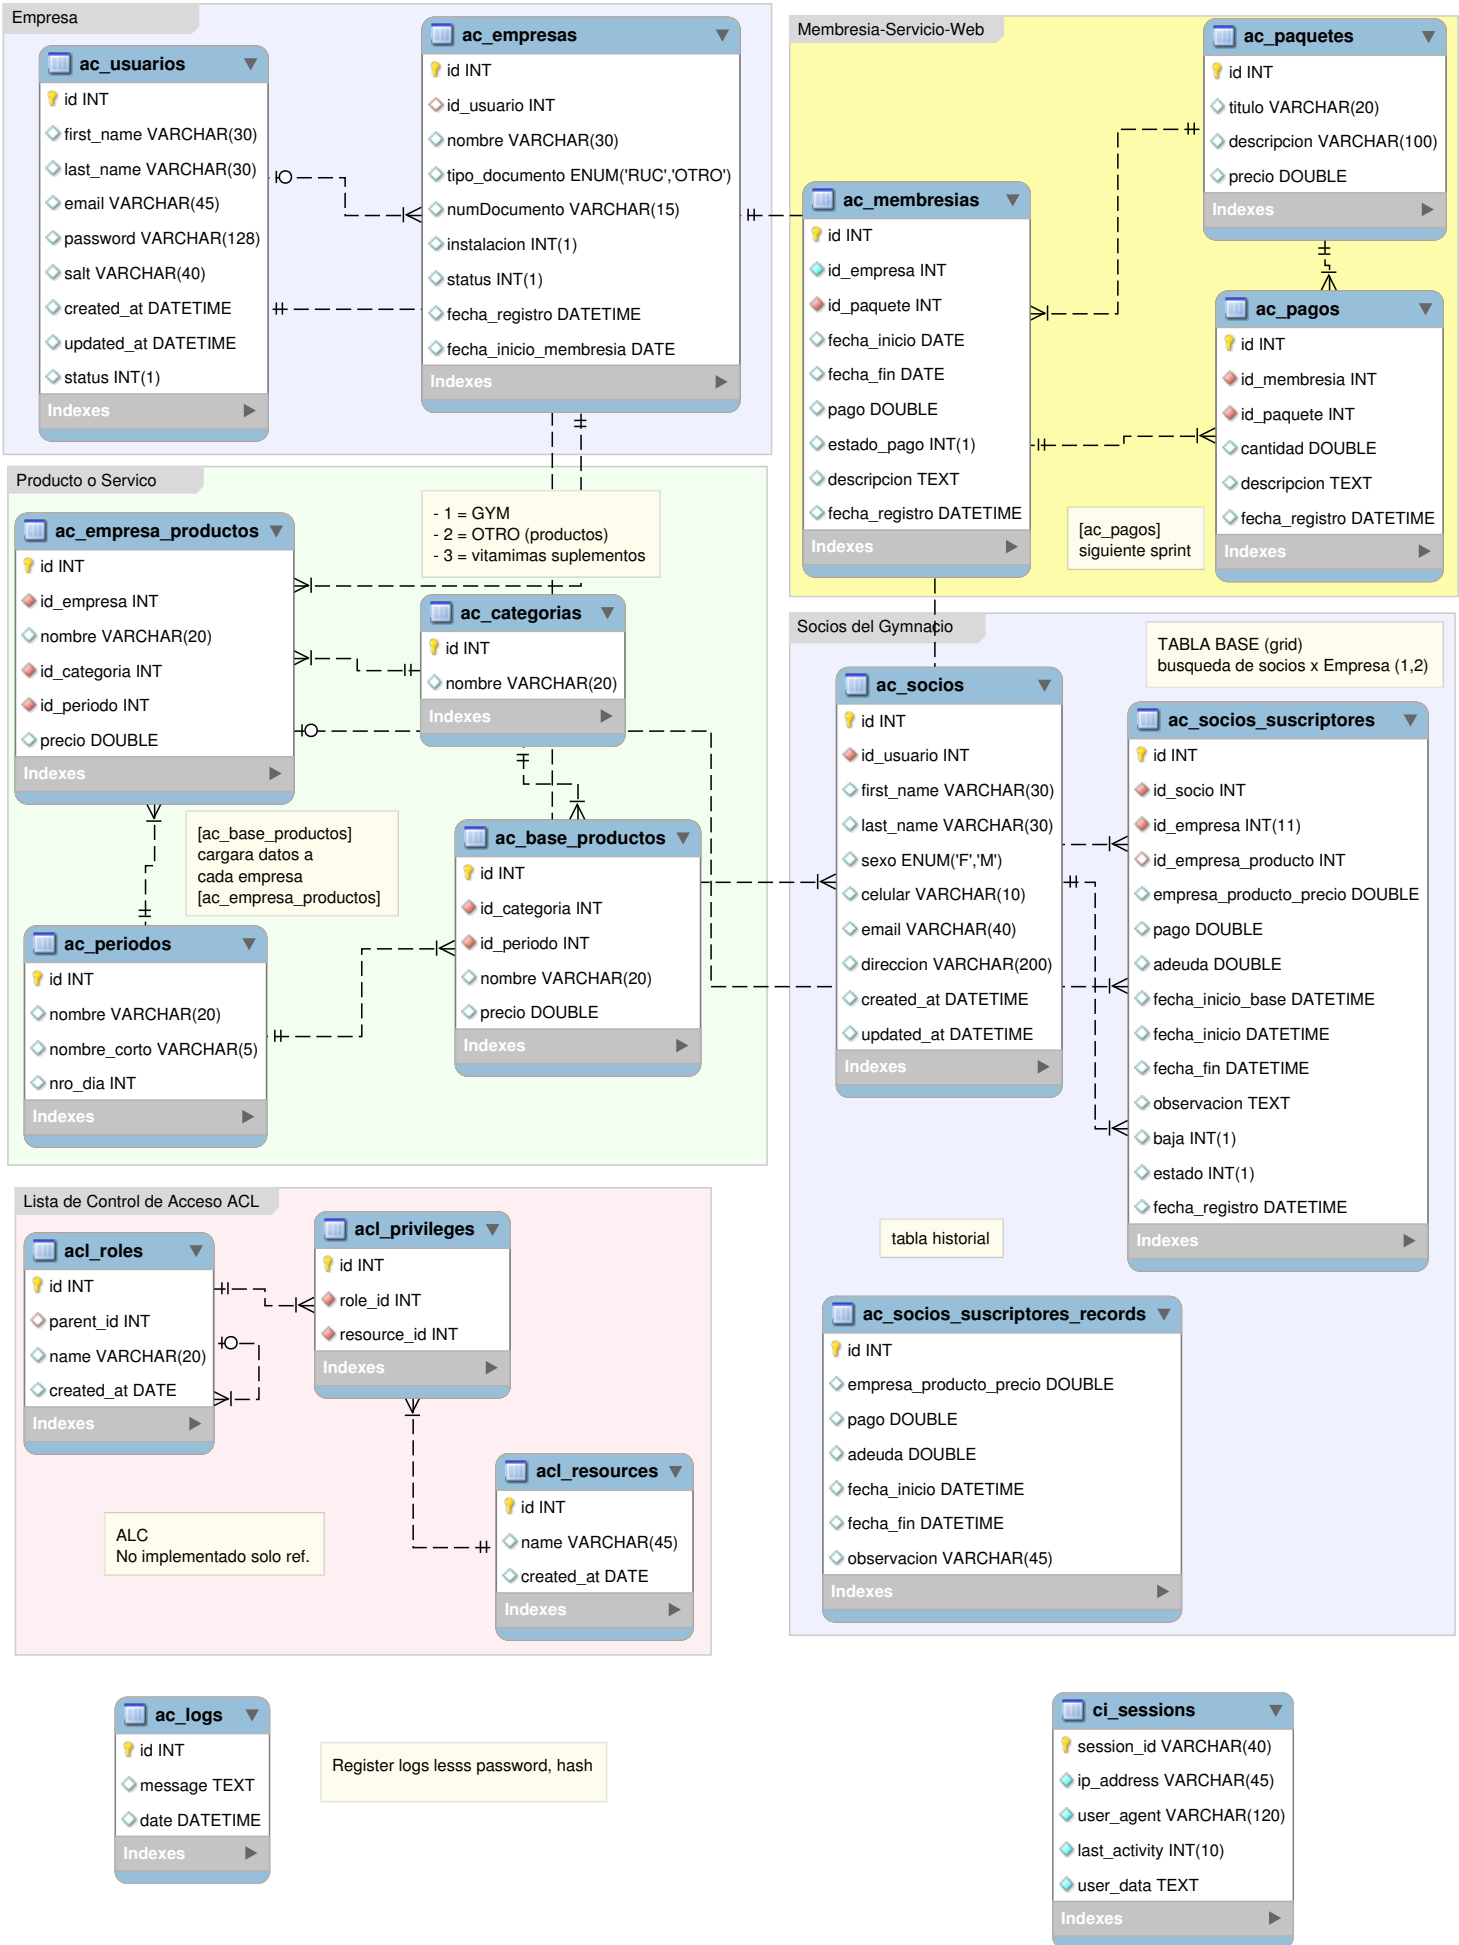 Empresa
ac_usuarios
id INT
first_name VARCHAR(30)
last_name VARCHAR(30)
email VARCHAR(45)
password VARCHAR(128)
salt VARCHAR(40)
created_at DATETIME
updated_at DATETIME
status INT(1)
Indexes
ac_empresas
id INT
id_usuario INT
nombre VARCHAR(30)
tipo_documento ENUM('RUC','OTRO')
numDocumento VARCHAR(15)
instalacion INT(1)
status INT(1)
fecha_registro DATETIME
fecha_inicio_membresia DATE
Indexes
Membresia-Servicio-Web
ac_membresias
id INT
id_empresa INT
id_paquete INT
fecha_inicio DATE
fecha_fin DATE
pago DOUBLE
estado_pago INT(1)
descripcion TEXT
fecha_registro DATETIME
Indexes
ac_paquetes
id INT
titulo VARCHAR(20)
descripcion VARCHAR(100)
precio DOUBLE
Indexes
ac_pagos
id INT
id_membresia INT
id_paquete INT
cantidad DOUBLE
descripcion TEXT
fecha_registro DATETIME
Indexes
[ac_pagos]
siguiente sprint
Producto o Servico
ac_empresa_productos
id INT
id_empresa INT
nombre VARCHAR(20)
id_categoria INT
id_periodo INT
precio DOUBLE
Indexes
- 1 = GYM
- 2 = OTRO (productos)
- 3 = vitamimas suplementos
ac_categorias
id INT
nombre VARCHAR(20)
Indexes
[ac_base_productos]
cargara datos a
cada empresa
[ac_empresa_productos]
ac_base_productos
id INT
id_categoria INT
id_periodo INT
nombre VARCHAR(20)
precio DOUBLE
Indexes
ac_periodos
id INT
nombre VARCHAR(20)
nombre_corto VARCHAR(5)
nro_dia INT
Indexes
Socios del Gymnacio
TABLA BASE (grid)
busqueda de socios x Empresa (1,2)
ac_socios
id INT
id_usuario INT
first_name VARCHAR(30)
last_name VARCHAR(30)
sexo ENUM('F','M')
celular VARCHAR(10)
email VARCHAR(40)
direccion VARCHAR(200)
created_at DATETIME
updated_at DATETIME
Indexes
ac_socios_suscriptores
id INT
id_socio INT
id_empresa INT(11)
id_empresa_producto INT
empresa_producto_precio DOUBLE
pago DOUBLE
adeuda DOUBLE
fecha_inicio_base DATETIME
fecha_inicio DATETIME
fecha_fin DATETIME
observacion TEXT
baja INT(1)
estado INT(1)
fecha_registro DATETIME
Indexes
tabla historial
ac_socios_suscriptores_records
id INT
empresa_producto_precio DOUBLE
pago DOUBLE
adeuda DOUBLE
fecha_inicio DATETIME
fecha_fin DATETIME
observacion VARCHAR(45)
Indexes
Lista de Control de Acceso ACL
acl_roles
id INT
parent_id INT
name VARCHAR(20)
created_at DATE
Indexes
acl_privileges
id INT
role_id INT
resource_id INT
Indexes
acl_resources
id INT
name VARCHAR(45)
created_at DATE
Indexes
ALC
No implementado solo ref.
ac_logs
id INT
message TEXT
date DATETIME
Indexes
Register logs lesss password, hash
ci_sessions
session_id VARCHAR(40)
ip_address VARCHAR(45)
user_agent VARCHAR(120)
last_activity INT(10)
user_data TEXT
Indexes